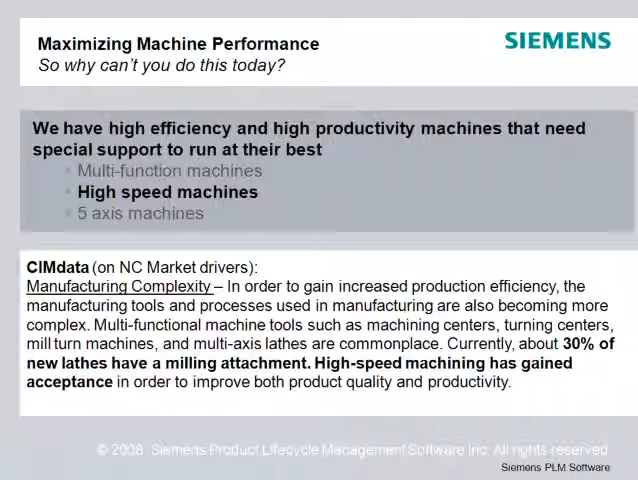 Maximizing Machine Performance
So why can't you do this today?
SIEMENS
We have high efficiency and high productivity machines that need
special support to run at their best
• Multi-function machines
• High speed machines
• 5 axis machines
CIMdata (on NC Market drivers):
Manufacturing Complexity – In order to gain increased production efficiency, the
manufacturing tools and processes used in manufacturing are also becoming more
complex. Multi-functional machine tools such as machining centers, turning centers,
mill turn machines, and multi-axis lathes are commonplace. Currently, about 30% of
new lathes have a milling attachment. High-speed machining has gained
acceptance in order to improve both product quality and productivity.
© 2008. Siemens Product Lifecycle Management Software Inc. All rights reserved
Siemens PLM Software